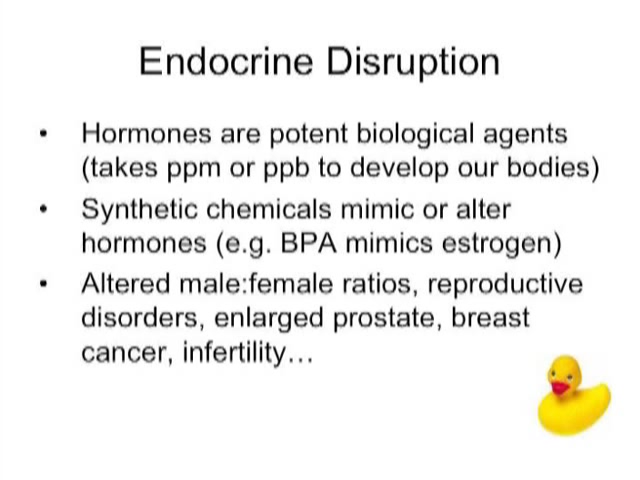 Endocrine Disruption
• Hormones are potent biological agents
(takes ppm or ppb to develop our bodies)
• Synthetic chemicals mimic or alter
hormones (e.g. BPA mimics estrogen)
• Altered male:female ratios, reproductive
disorders, enlarged prostate, breast
cancer, infertility…